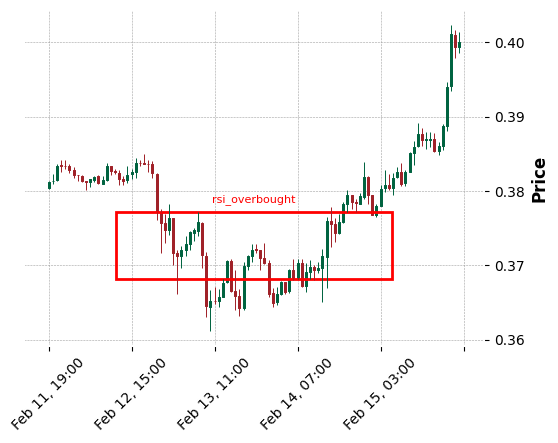 0.40
0.39
rsi_overbought
0.38
0.37
0.36
Price
Feb 11, 19:00
Feb 12, 15:00
Feb 13, 11:00
Feb 14, 07:00
Feb 15, 03:00